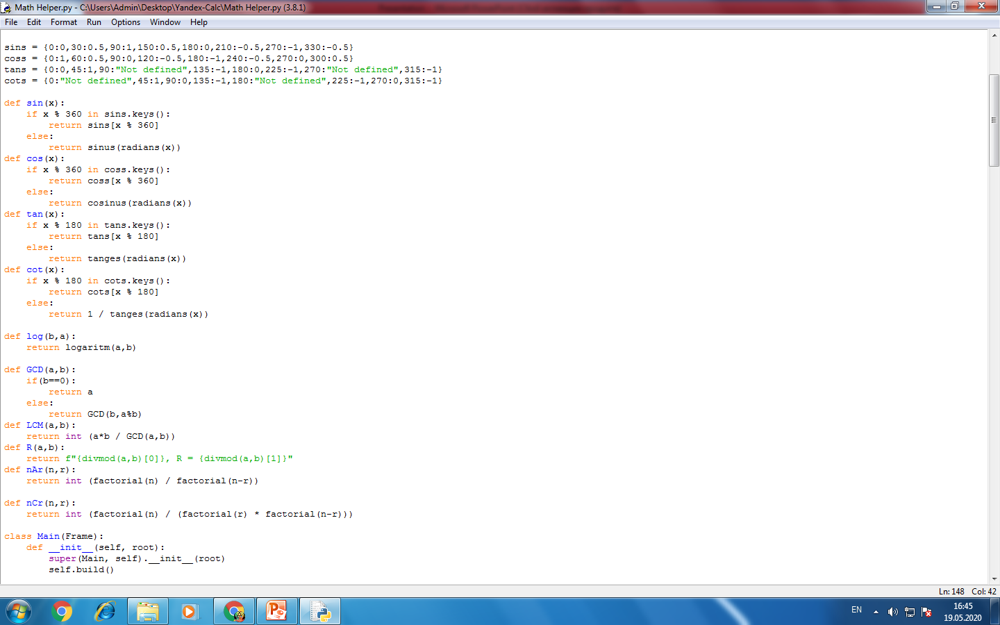 Math Helper.py - C:\Users\Admin\Desktop\Yandex-Calc\Math Helper.py (3.8.1)
File Edit Format Run Options Window Help
sins = {0:0,30:0.5,90:1,150:0.5,180:0,210:-0.5,270:-1,330:-0.5}
coss = {0:1,60:0.5,90:0,120:-0.5,180:-1,240:-0.5,270:0,300:0.5}
tans = {0:0,45:1,90:"Not defined",135:-1,180:0,225:-1,270:"Not defined",315:-1}
cots = {0:"Not defined",45:1,90:0,135:-1,180:"Not defined",225:-1,270:0,315:-1}
def sin(x):
    if x % 360 in sins.keys():
        return sins[x % 360]
    else:
        return sinus(radians(x))
def cos(x):
    if x % 360 in coss.keys():
        return coss[x % 360]
    else:
        return cosinus(radians(x))
def tan(x):
    if x % 180 in tans.keys():
        return tans[x % 180]
    else:
        return tanges(radians(x))
def cot(x):
    if x % 180 in cots.keys():
        return cots[x % 180]
    else:
        return 1 / tanges(radians(x))
def log(b,a):
    return logaritm(a,b)
def GCD(a,b):
    if(b==0):
        return a
    else:
        return GCD(b,a%b)
def LCM(a,b):
    return int (a*b / GCD(a,b))
def R(a,b):
    return f"{divmod(a,b)[0]}, R = {divmod(a,b)[1]}"
def nAr(n,r):
    return int (factorial(n) / factorial(n-r))
def nCr(n,r):
    return int (factorial(n) / (factorial(r) * factorial(n-r)))
class Main(Frame):
    def __init__(self, root):
        super(Main, self).__init__(root)
        self.build()
Ln: 148 Col: 42
EN
16:45
19.05.2020